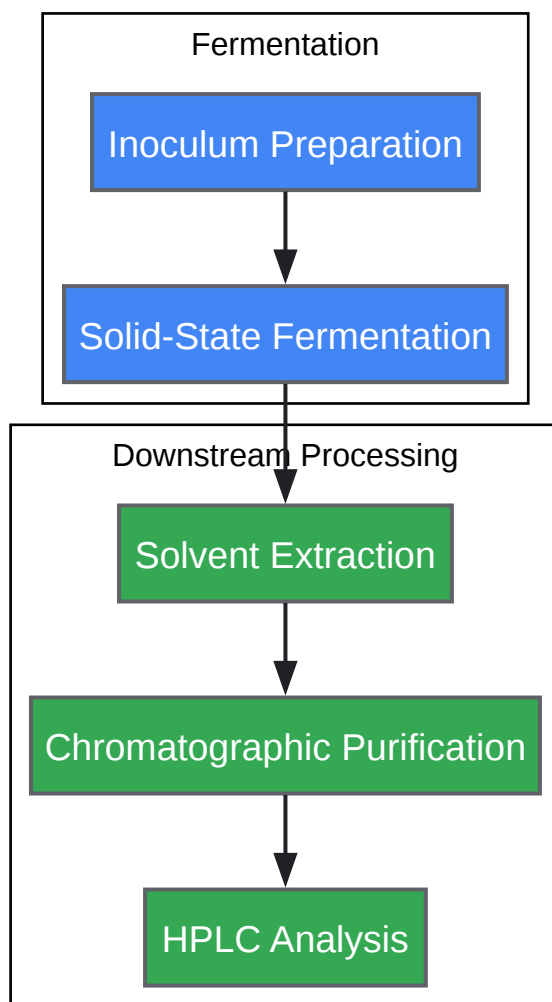 Fermentation
Inoculum Preparation
Solid-State Fermentation
Downstream Processing
Solvent Extraction
Chromatographic Purification
HPLC Analysis